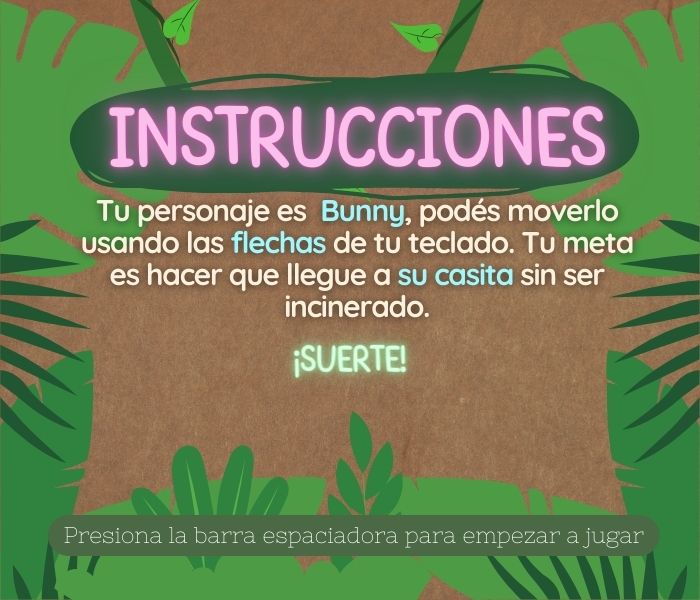 INSTRUCCIONES
Tu personaje es Bunny, podés moverlo
usando las flechas de tu teclado. Tu meta
es hacer que llegue a su casita sin ser
incinerado.
¡SUERTE!
Presiona la barra espaciadora para empezar a jugar